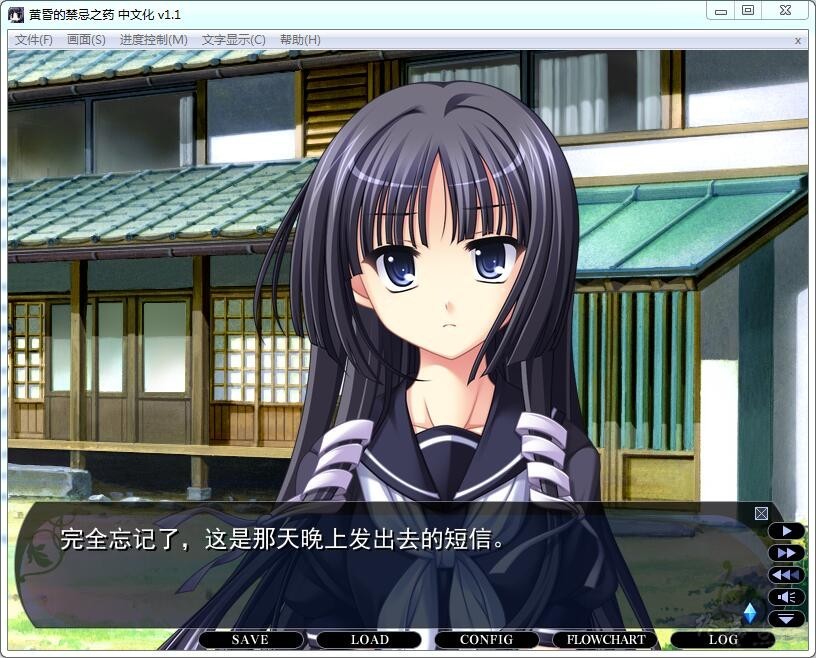 黄昏的禁忌之药 中文化 v1.1
文件(F) 画面(S) 进度控制(M) 文字显示(C) 帮助(H) x
完全忘记了，这是那天晚上发出去的短信。
SAVE LOAD CONFIG FLOWCHART LOG